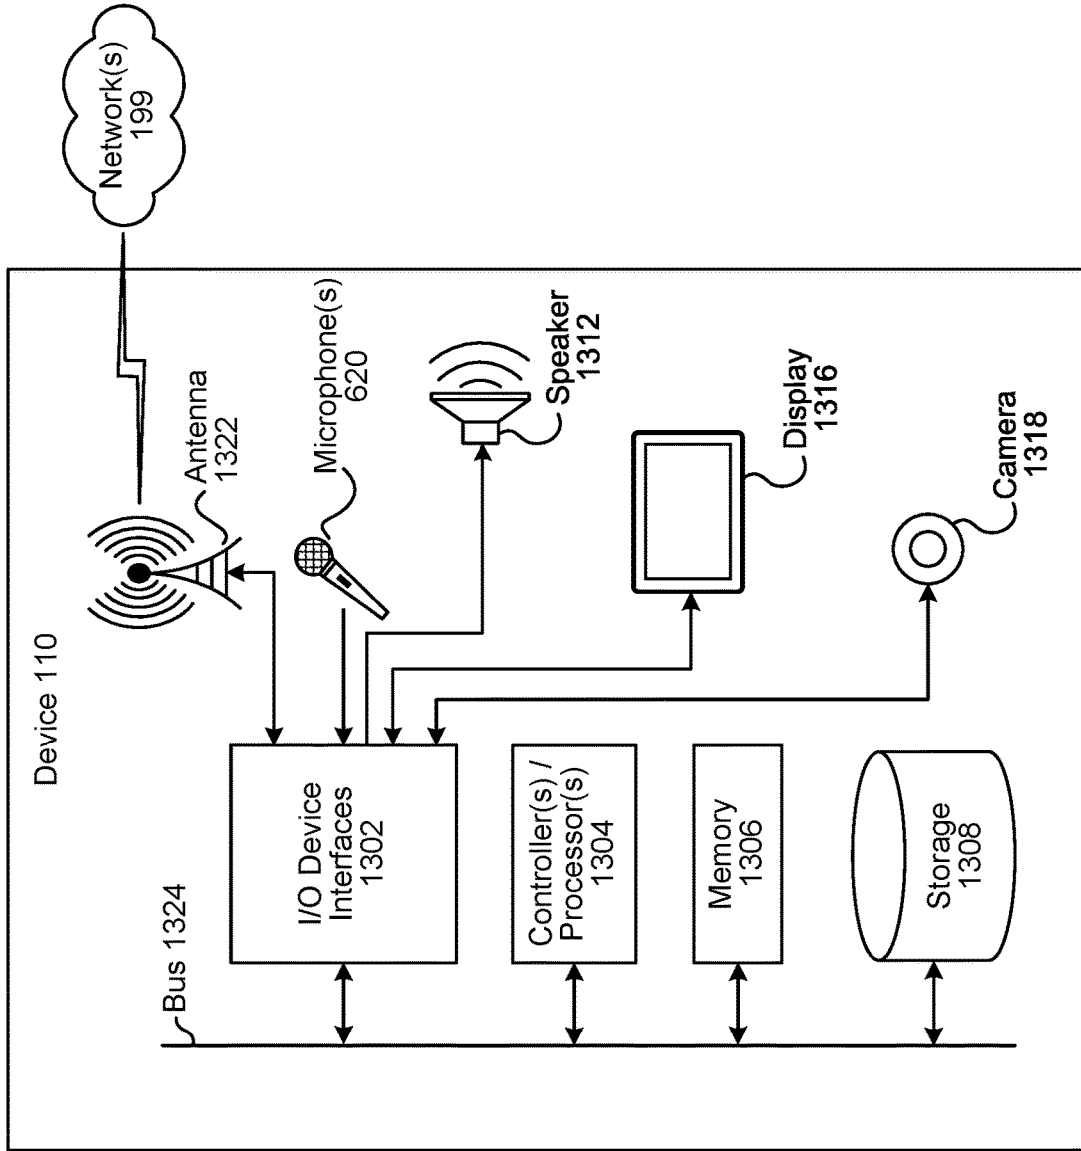 Device 110
Bus 1324
I/O Device
Interfaces
1302
Controller(s) /
Processor(s)
1304
Memory
1306
Storage
1308
Antenna
1322
Microphone(s)
620
Speaker
1312
Display
1316
Camera
1318
Network(s)
199